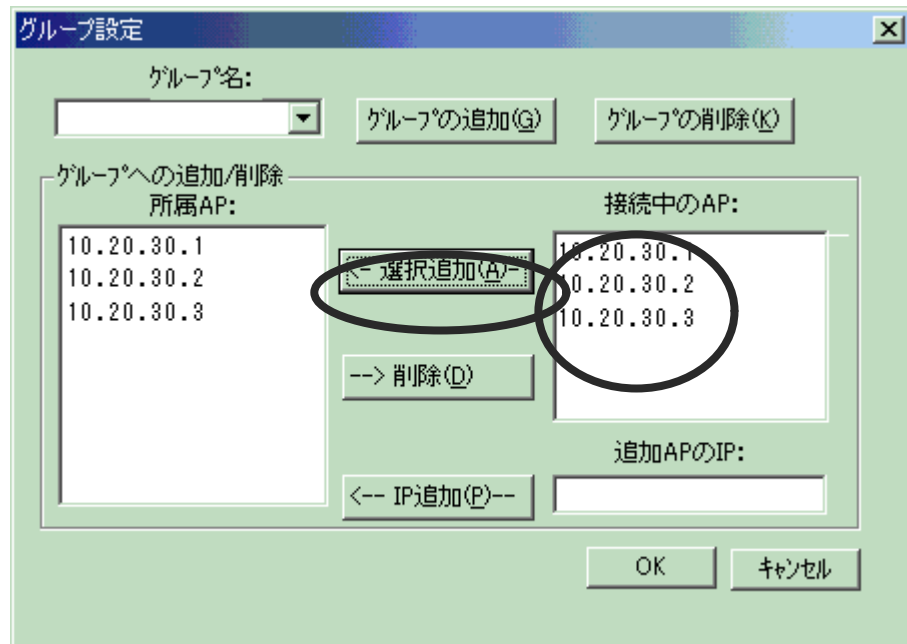 グループ設定
グループ名:
グループの追加(G)
グループの削除(K)
グループへの追加/削除
所属AP:
10.20.30.1
10.20.30.2
10.20.30.3
<- 選択追加(A)-
--> 削除(D)
<-- IP追加(P)--
接続中のAP:
10.20.30.1
10.20.30.2
10.20.30.3
追加APのIP:
OK
キャンセル